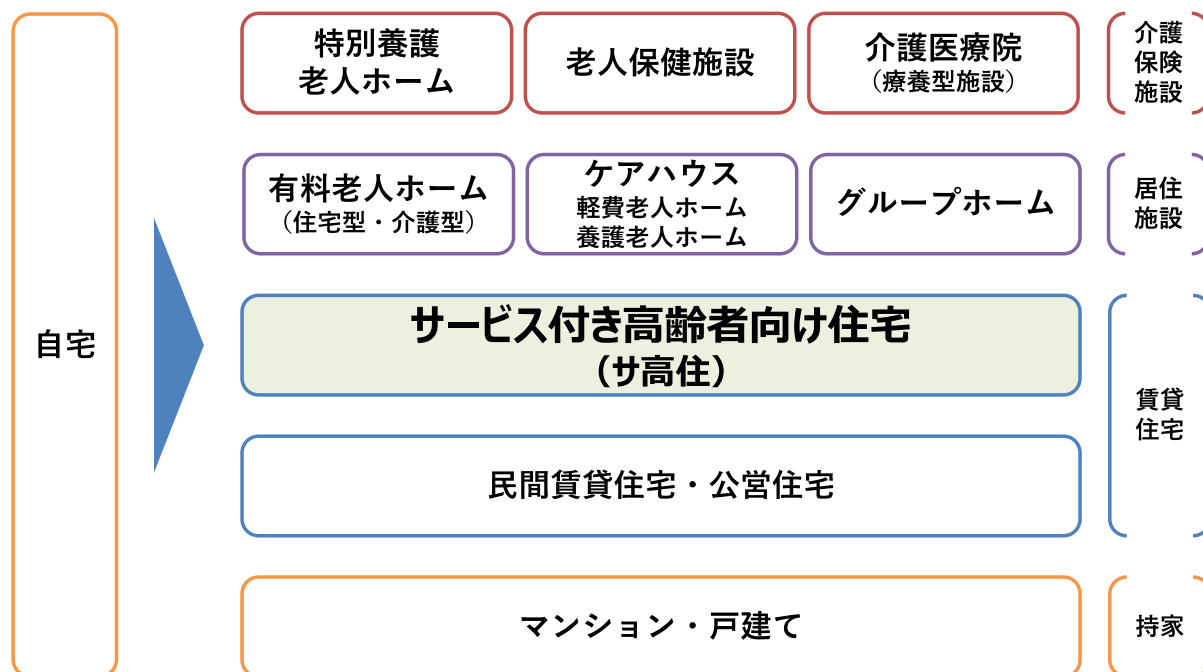 自宅
特別養護
老人ホーム
老人保健施設
介護医療院
（療養型施設）
介護
保険
施設
有料老人ホーム
（住宅型・介護型）
ケアハウス
軽費老人ホーム
養護老人ホーム
グループホーム
居住
施設
サービス付き高齢者向け住宅
（サ高住）
民間賃貸住宅・公営住宅
賃貸
住宅
マンション・戸建て
持家